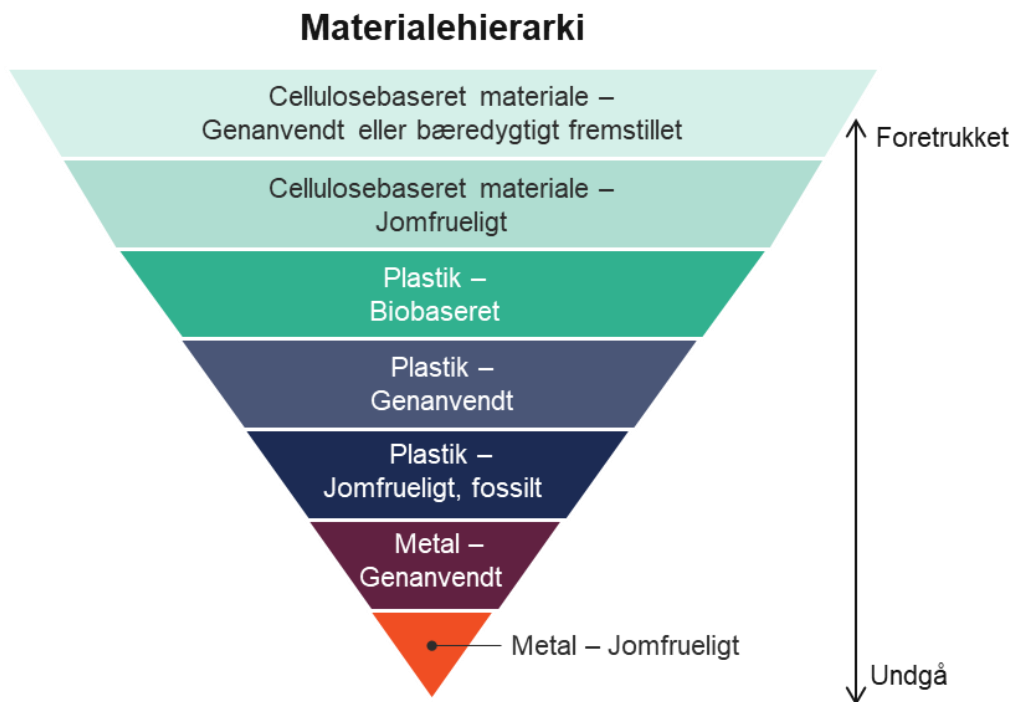 Materialehierarki
Cellulosebaseret materiale –
Genanvendt eller bæredygtigt fremstillet
Foretrukket
Cellulosebaseret materiale –
Jomfrueligt
Plastik –
Biobaseret
Plastik –
Genanvendt
Plastik –
Jomfrueligt, fossilt
Metal –
Genanvendt
Metal – Jomfrueligt
Undgå